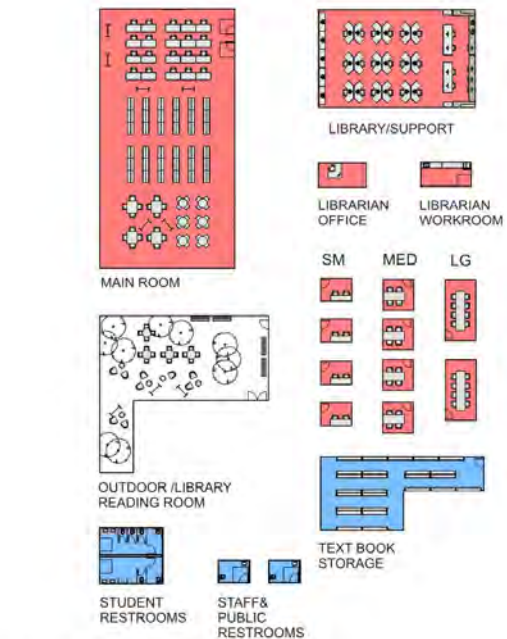 MAIN ROOM
LIBRARY/SUPPORT
LIBRARIAN
OFFICE
LIBRARIAN
WORKROOM
SM
MED
LG
OUTDOOR /LIBRARY
READING ROOM
TEXT BOOK
STORAGE
STUDENT
RESTROOMS
STAFF&
PUBLIC
RESTROOMS